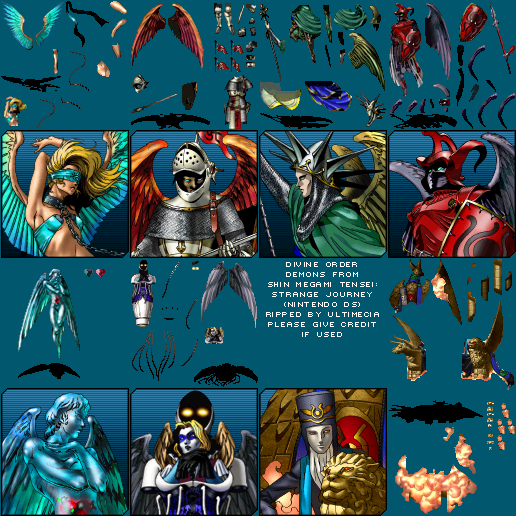 DIVINE ORDER
DEMONS FROM
SHIN MEGAMI TENSEI:
STRANGE JOURNEY
(NINTENDO DS)
RIPPED BY ULTIMECIA
PLEASE GIVE CREDIT
IF USED